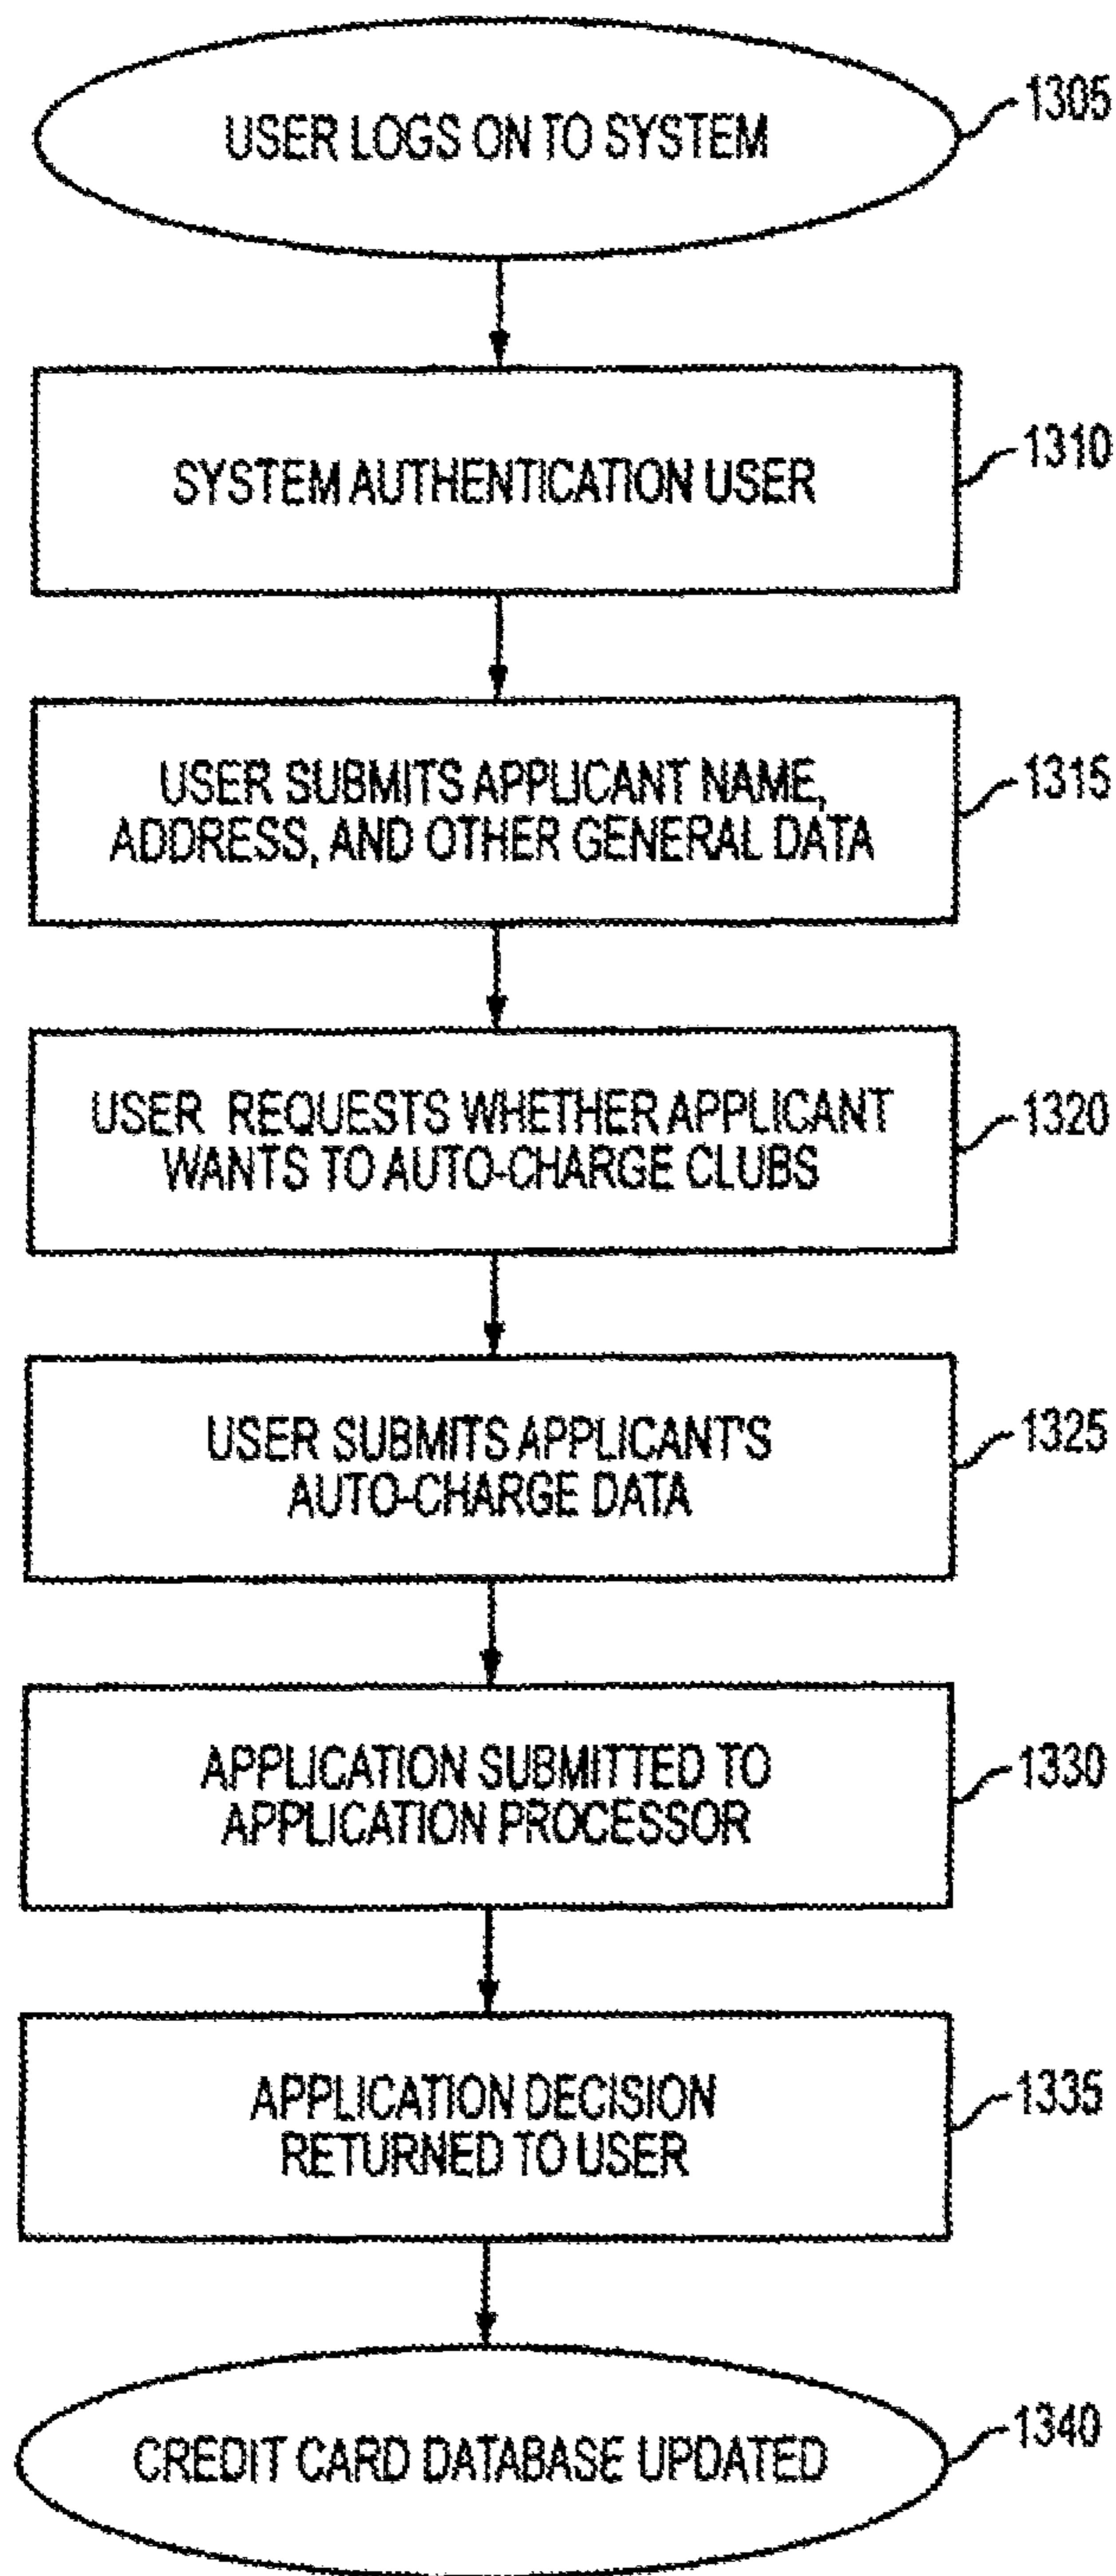 USER LOGS ON TO SYSTEM
1305
SYSTEM AUTHENTICATION USER
1310
USER SUBMITS APPLICANT NAME,
ADDRESS, AND OTHER GENERAL DATA
1315
USER REQUESTS WHETHER APPLICANT
WANTS TO AUTO-CHARGE CLUBS
1320
USER SUBMITS APPLICANT'S
AUTO-CHARGE DATA
1325
APPLICATION SUBMITTED TO
APPLICATION PROCESSOR
1330
APPLICATION DECISION
RETURNED TO USER
1335
CREDIT CARD DATABASE UPDATED
1340